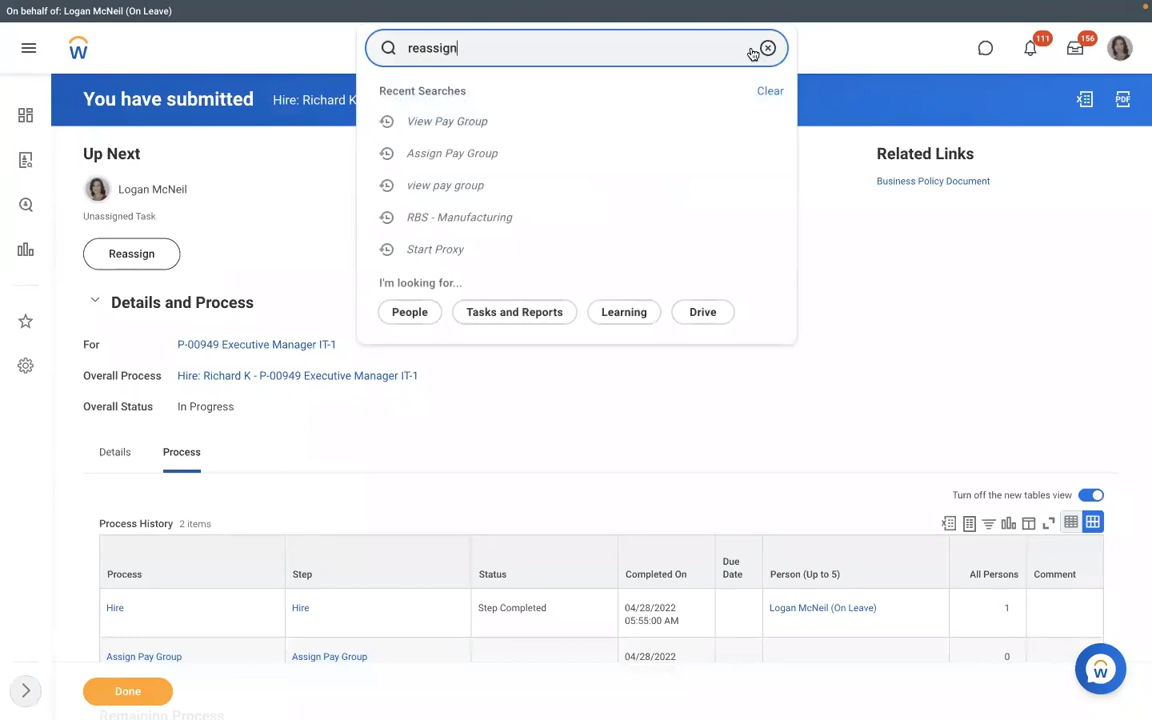 On behalf of: Logan McNeil (On Leave)
reassign
111
156
You have submitted
Hire: Richard K
PDF
Recent Searches
Clear
View Pay Group
Assign Pay Group
view pay group
RBS - Manufacturing
Start Proxy
I'm looking for...
People
Tasks and Reports
Learning
Drive
Up Next
Logan McNeil
Unassigned Task
Reassign
Related Links
Business Policy Document
Details and Process
For
P-00949 Executive Manager IT-1
Overall Process
Hire: Richard K - P-00949 Executive Manager IT-1
Overall Status
In Progress
Details
Process
Turn off the new tables view
Process History 2 items
Process
Step
Status
Completed On
Due Date
Person (Up to 5)
All Persons
Comment
Hire
Hire
Step Completed
04/28/2022
05:55:00 AM
Logan McNeil (On Leave)
1
Assign Pay Group
Assign Pay Group
04/28/2022
0
Done
Remaining Process